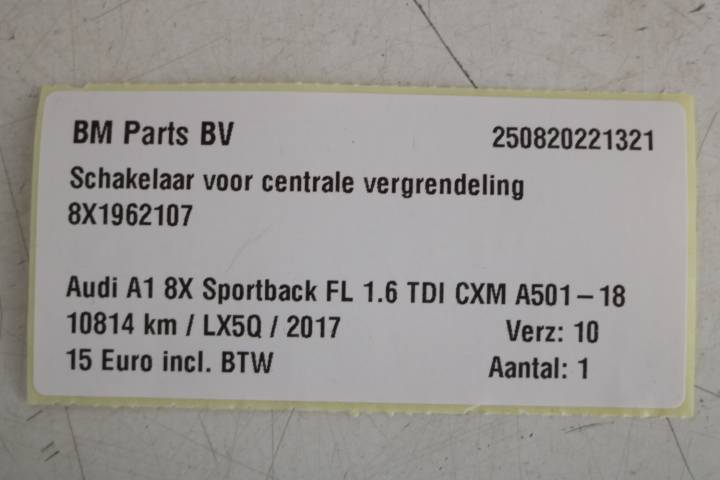 BM Parts BV 250820221321
Schakelaar voor centrale vergrendeling
8X1962107
Audi A1 8X Sportback FL 1.6 TDI CXM A501-18
10814 km / LX5Q / 2017 Verz: 10
15 Euro incl. BTW Aantal: 1